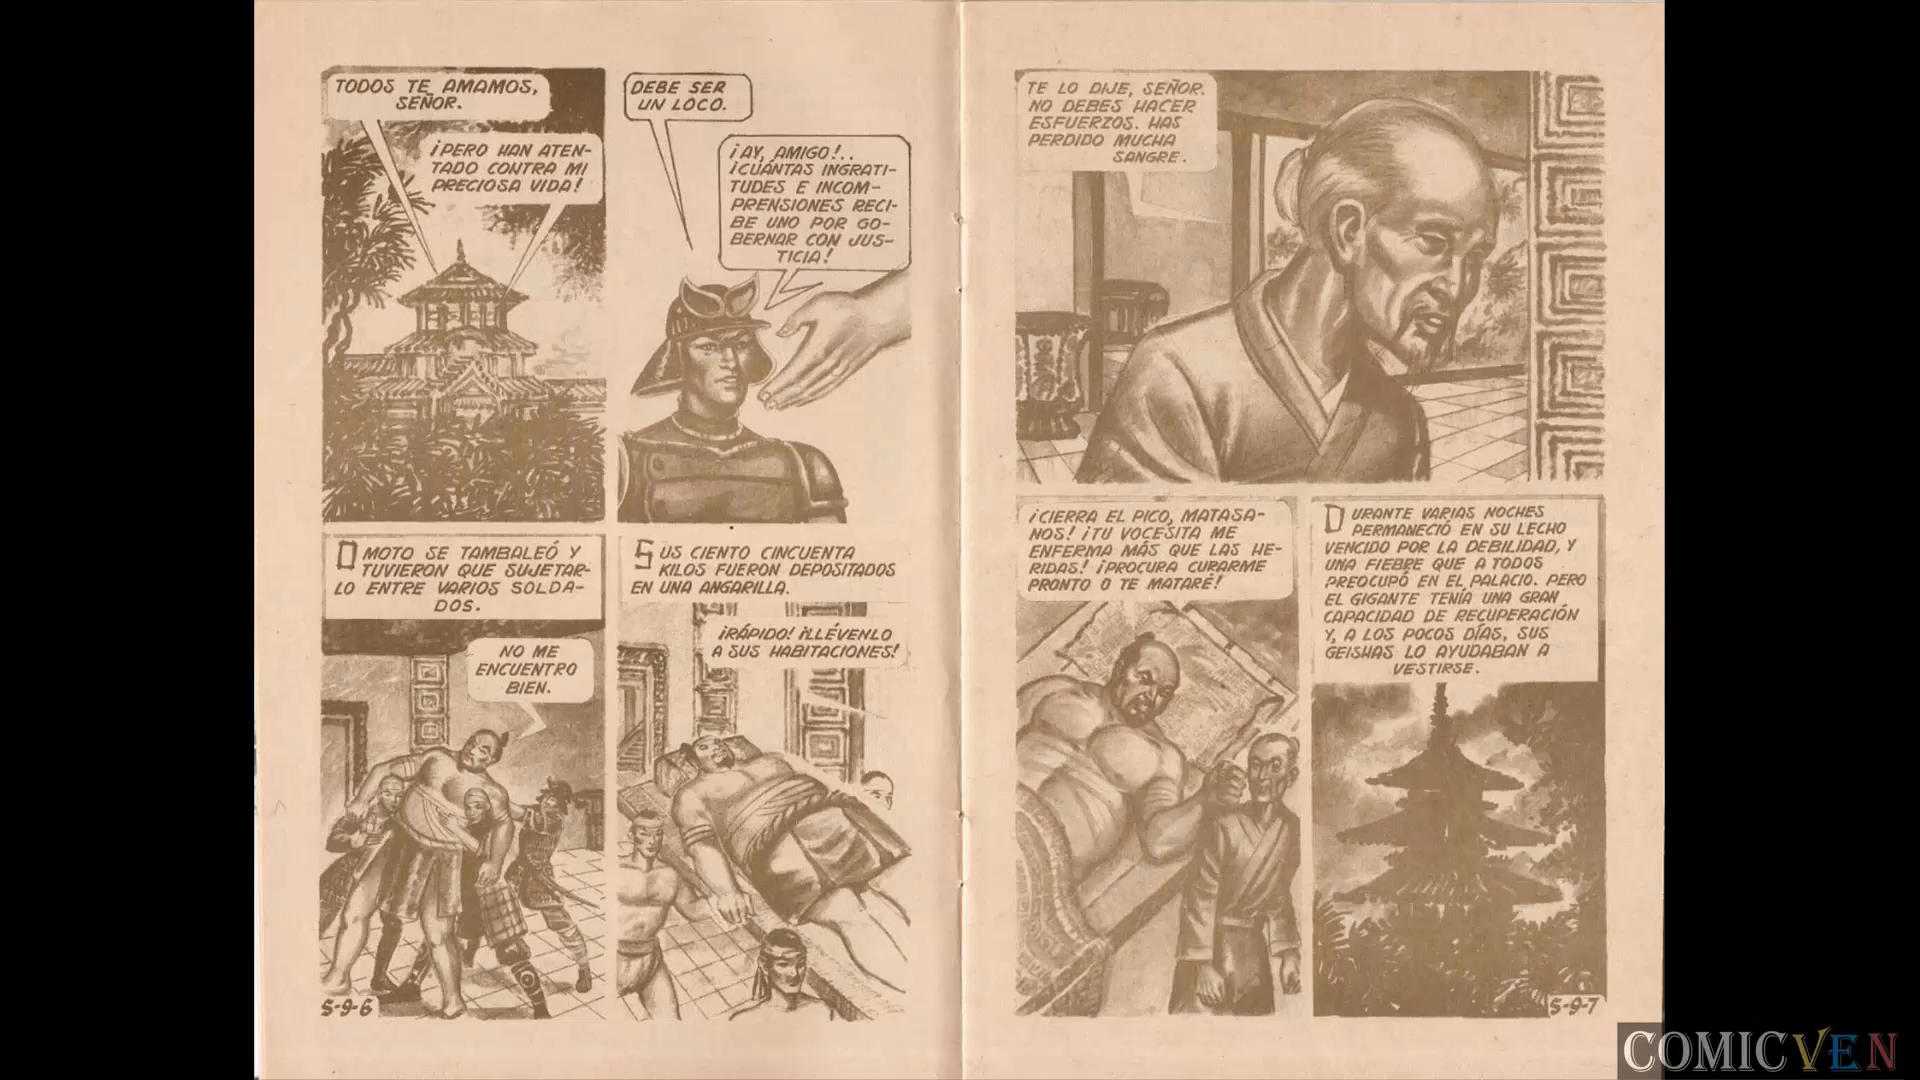 TODOS TE AMAMOS,
SEÑOR.
¡PERO HAN ATEN-
TADO CONTRA MI
PRECIOSA VIDA!
DEBE SER
UN LOCO.
¡AY, AMIGO!..
¡CUÁNTAS INGRATI-
TUDES E INCOM-
PRENSIONES RECI-
BE UNO POR GO-
BERNAR CON JUS-
TICIA!
OMOTO SE TAMBALEÓ Y
TUVIERON QUE SUJETAR-
LO ENTRE VARIOS SOLDA-
DOS.
NO ME
ENCUENTRO
BIEN.
SUS CIENTO CINCUENTA
KILOS FUERON DEPOSITADOS
EN UNA ANGARILLA.
¡RÁPIDO! ¡LLÉVENLO
A SUS HABITACIONES!
S-9-6
TE LO DIJE, SEÑOR.
NO DEBES HACER
ESFUERZOS. HAS
PERDIDO MUCHA
SANGRE.
¡CIERRA EL PICO, MATASA-
NOS! ¡TU VOCESITA ME
ENFERMA MÁS QUE LAS HE-
RIDAS! ¡PROCURA CURARME
PRONTO O TE MATARÉ!
DURANTE VARIAS NOCHES
PERMANECIÓ EN SU LECHO
VENCIDO POR LA DEBILIDAD, Y
UNA FIEBRE QUE A TODOS
PREOCUPÓ EN EL PALACIO. PERO
EL GIGANTE TENÍA UNA GRAN
CAPACIDAD DE RECUPERACIÓN
Y, A LOS POCOS DÍAS, SUS
GEISHAS LO AYUDABAN A
VESTIRSE.
S-9-7
COMICVEN